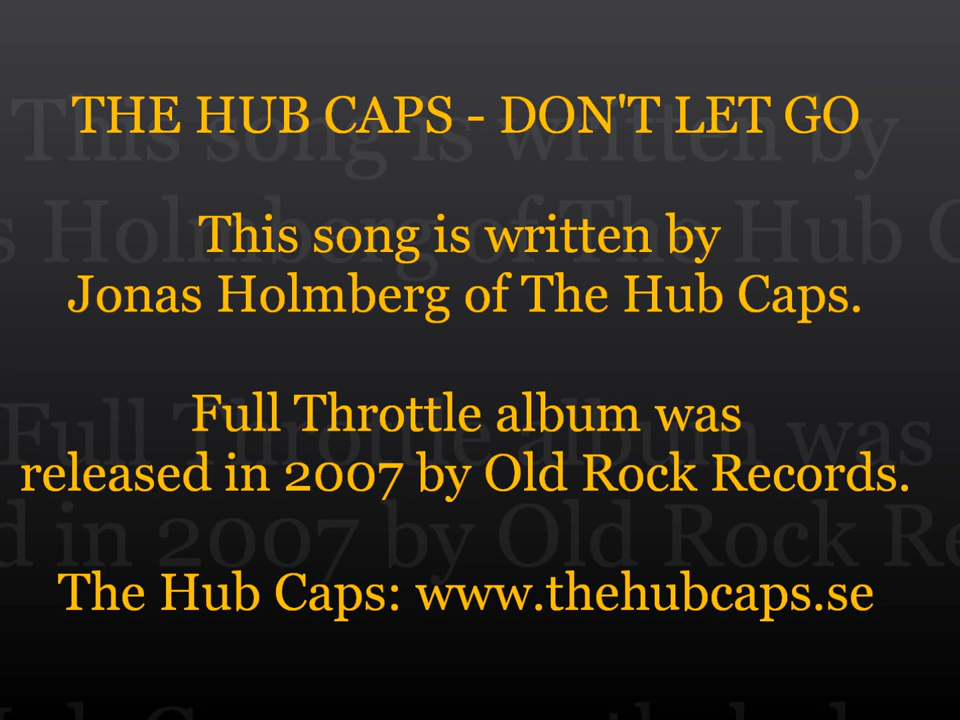 THE HUB CAPS - DON'T LET GO
This song is written by
Jonas Holmberg of The Hub Caps.
Full Throttle album was
released in 2007 by Old Rock Records.
The Hub Caps: www.thehubcaps.se